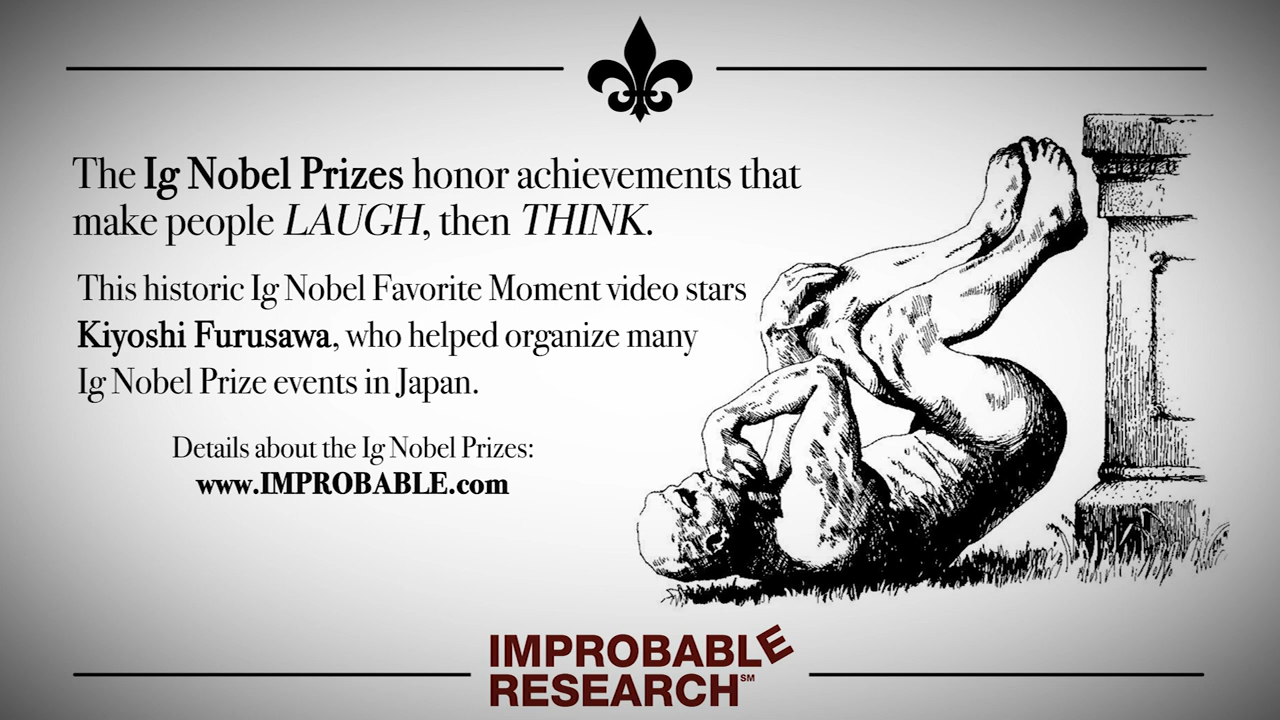 The Ig Nobel Prizes honor achievements that
make people LAUGH, then THINK.
This historic Ig Nobel Favorite Moment video stars
Kiyoshi Furusawa, who helped organize many
Ig Nobel Prize events in Japan.
Details about the Ig Nobel Prizes:
www.IMPROBABLE.com
IMPROBABLE
RESEARCH℠